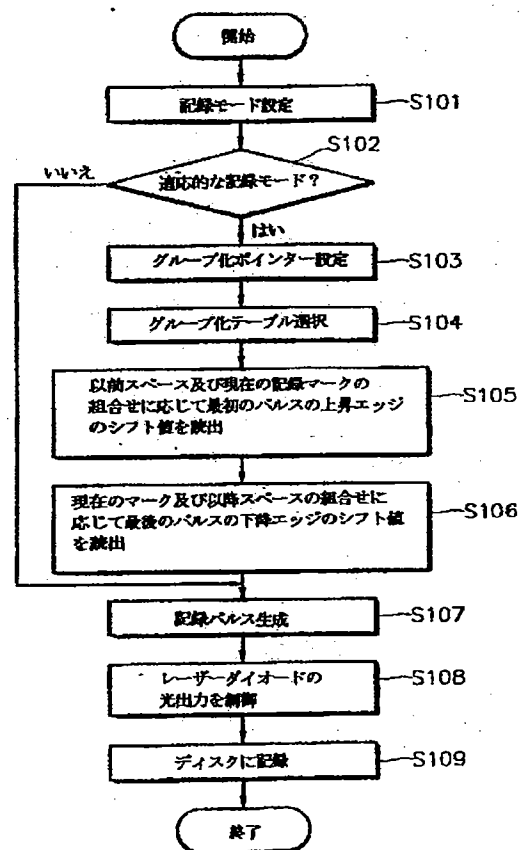 開始
記録モード設定
S101
S102
適応的な記録モード?
いいえ
はい
グループ化ポインター設定
S103
グループ化テーブル選択
S104
以前スペース及び現在の記録マークの
組合せに応じて最初のパルスの上昇エッジ
のシフト値を読出
S105
現在のマーク及び以降スペースの組合せに
応じて最後のパルスの下降エッジのシフト値
を読出
S106
記録パルス生成
S107
レーザーダイオードの
光出力を制御
S108
ディスクに記録
S109
終了